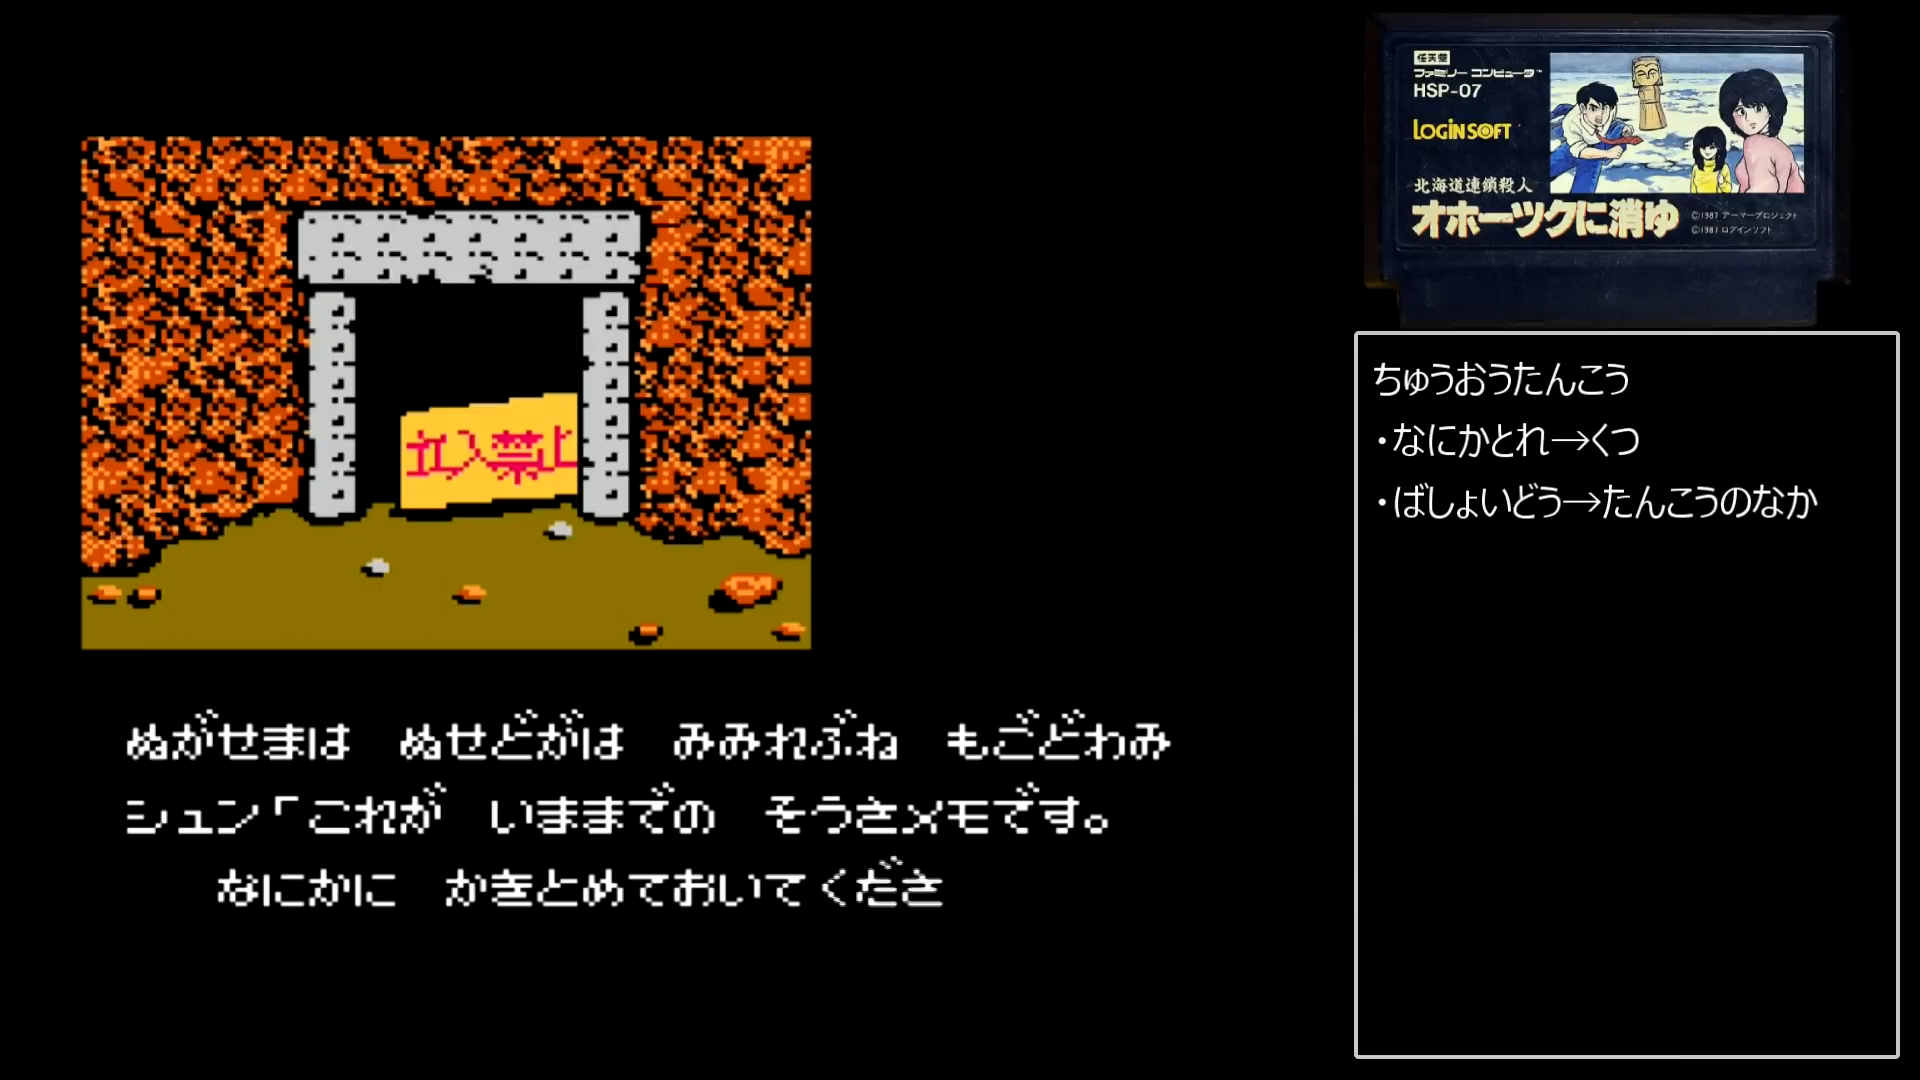 立入禁止
ぬがせまは ぬせどがは みみれぶね もごどわみ
シュン「これが いままでの そうさメモです。
なにかに かきとめておいてくださ
任天堂
ファミリーコンピュータ™
HSP-07
LOGiN SOFT
北海道連鎖殺人
オホーツクに消ゆ
©1987 アーマープロジェクト
©1987 ログインソフト
ちゅうおうたんこう
・なにかとれ→くつ
・ばしょいどう→たんこうのなか